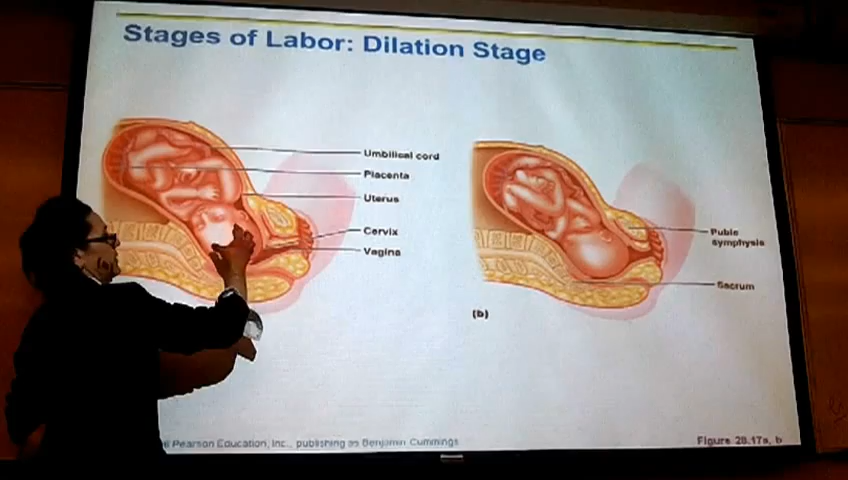 Stages of Labor: Dilation Stage
Umbilical cord
Placenta
Uterus
Cervix
Vagina
Pubic
symphysis
Sacrum
(b)
Pearson Education, Inc., publishing as Benjamin Cummings
Figure 28.17a, b